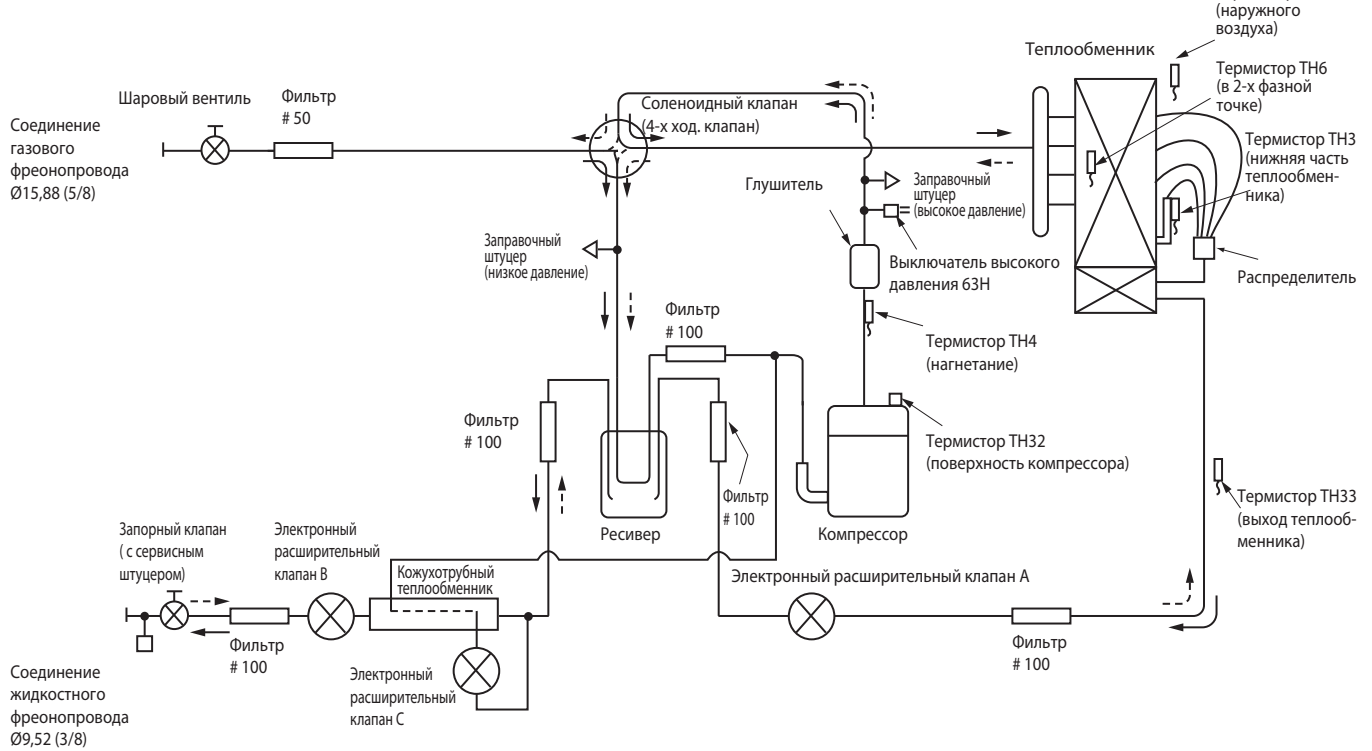 (наружного
воздуха)
Теплообменник
Термистор TH6
(в 2-х фазной
точке)
Шаровый вентиль
Фильтр
# 50
Соленоидный клапан
(4-х ход. клапан)
Соединение
газового
фреонопровода
Ø15,88 (5/8)
Термистор TH3
(нижняя часть
теплообмен-
ника)
Глушитель
Заправочный
штуцер
(высокое давление)
Заправочный
штуцер
(низкое давление)
Выключатель высокого
давления 63H
Распределитель
Фильтр
# 100
Термистор TH4
(нагнетание)
Фильтр
# 100
Термистор TH32
(поверхность компрессора)
Фильтр
# 100
Термистор TH33
(выход теплооб-
менника)
Ресивер
Компрессор
Запорный клапан
( с сервисным
штуцером)
Электронный
расширительный
клапан B
Кожухотрубный
теплообменник
Электронный расширительный клапан A
Фильтр
# 100
Фильтр
# 100
Соединение
жидкостного
фреонопровода
Ø9,52 (3/8)
Электронный
расширительный
клапан C